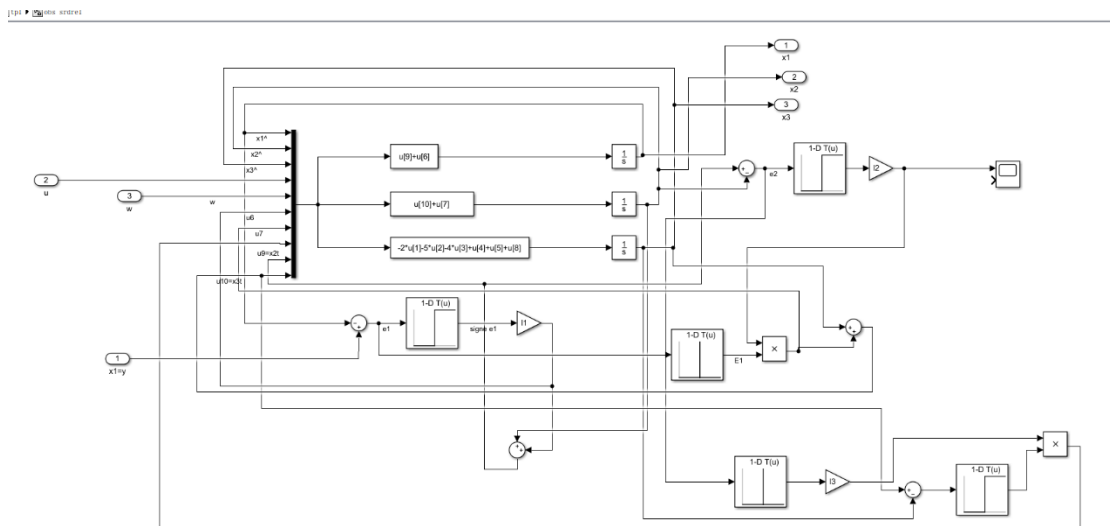 1
x1
2
x2
3
x3
x1^
x2^
x3^
2
u
3
w
w
u6
u7
u9=x2t
u10=x3t
u[9]+u[6]
1
s
u[10]+u[7]
1
s
-2*u[1]-5*u[2]-4*u[3]+u[4]+u[5]+u[8]
1
s
e2
1-D T(u)
l2
1
x1=y
e1
1-D T(u)
signe e1
l1
1-D T(u)
E1
×
1-D T(u)
l3
1-D T(u)
×